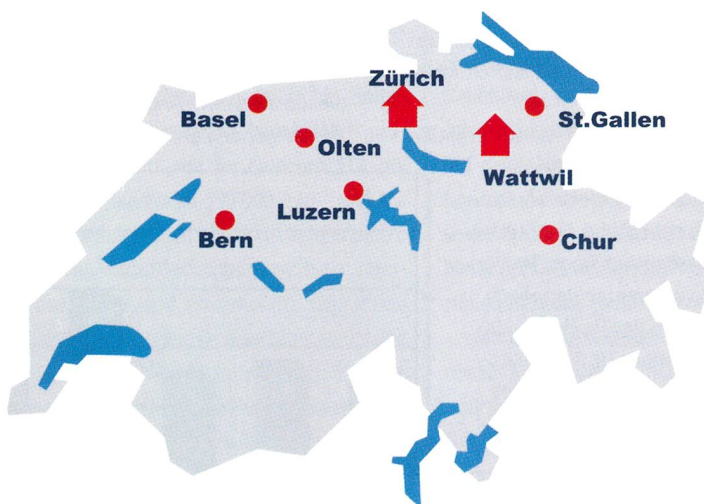 Zürich
Basel
St.Gallen
Olten
Wattwil
Luzern
Bern
Chur